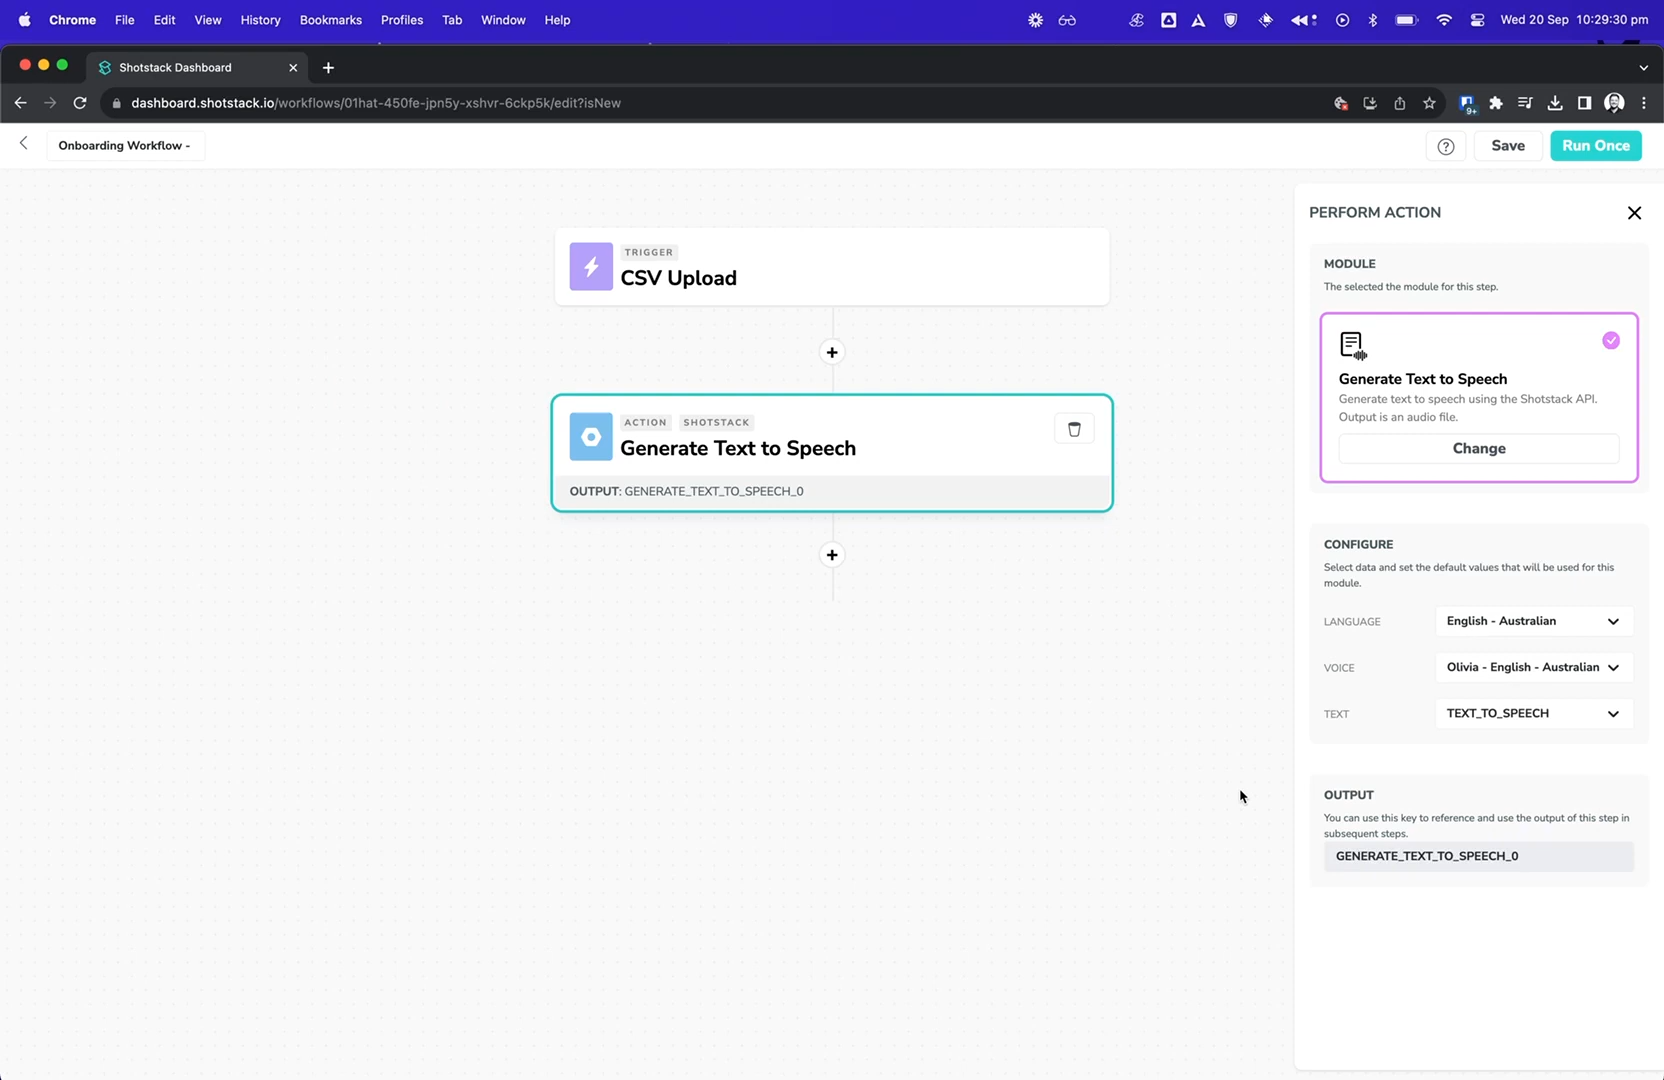 Chrome File Edit View History Bookmarks Profiles Tab Window Help Wed 20 Sep 10:29:30 pm
Shotstack Dashboard
dashboard.shotstack.io/workflows/01hat-450fe-jpn5y-xshvr-6ckp5k/edit?isNew
9+
Onboarding Workflow -
Save
Run Once
TRIGGER
CSV Upload
ACTION SHOTSTACK
Generate Text to Speech
OUTPUT: GENERATE_TEXT_TO_SPEECH_0
PERFORM ACTION
MODULE
The selected the module for this step.
Generate Text to Speech
Generate text to speech using the Shotstack API.
Output is an audio file.
Change
CONFIGURE
Select data and set the default values that will be used for this
module.
LANGUAGE English - Australian
VOICE Olivia - English - Australian
TEXT TEXT_TO_SPEECH
OUTPUT
You can use this key to reference and use the output of this step in
subsequent steps.
GENERATE_TEXT_TO_SPEECH_0